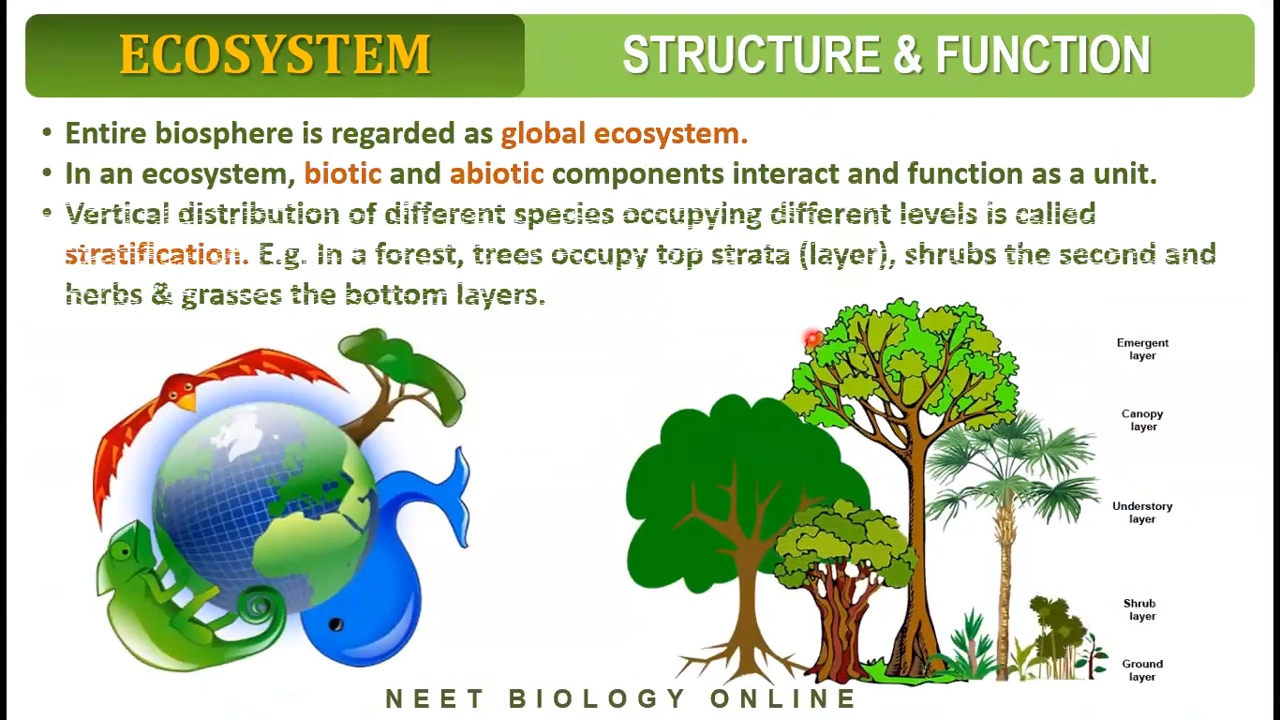 ECOSYSTEM
STRUCTURE & FUNCTION
• Entire biosphere is regarded as global ecosystem.
• In an ecosystem, biotic and abiotic components interact and function as a unit.
• Vertical distribution of different species occupying different levels is called
stratification. E.g. In a forest, trees occupy top strata (layer), shrubs the second and
herbs & grasses the bottom layers.
Emergent
layer
Canopy
layer
Understory
layer
Shrub
layer
Ground
layer
NEET BIOLOGY ONLINE